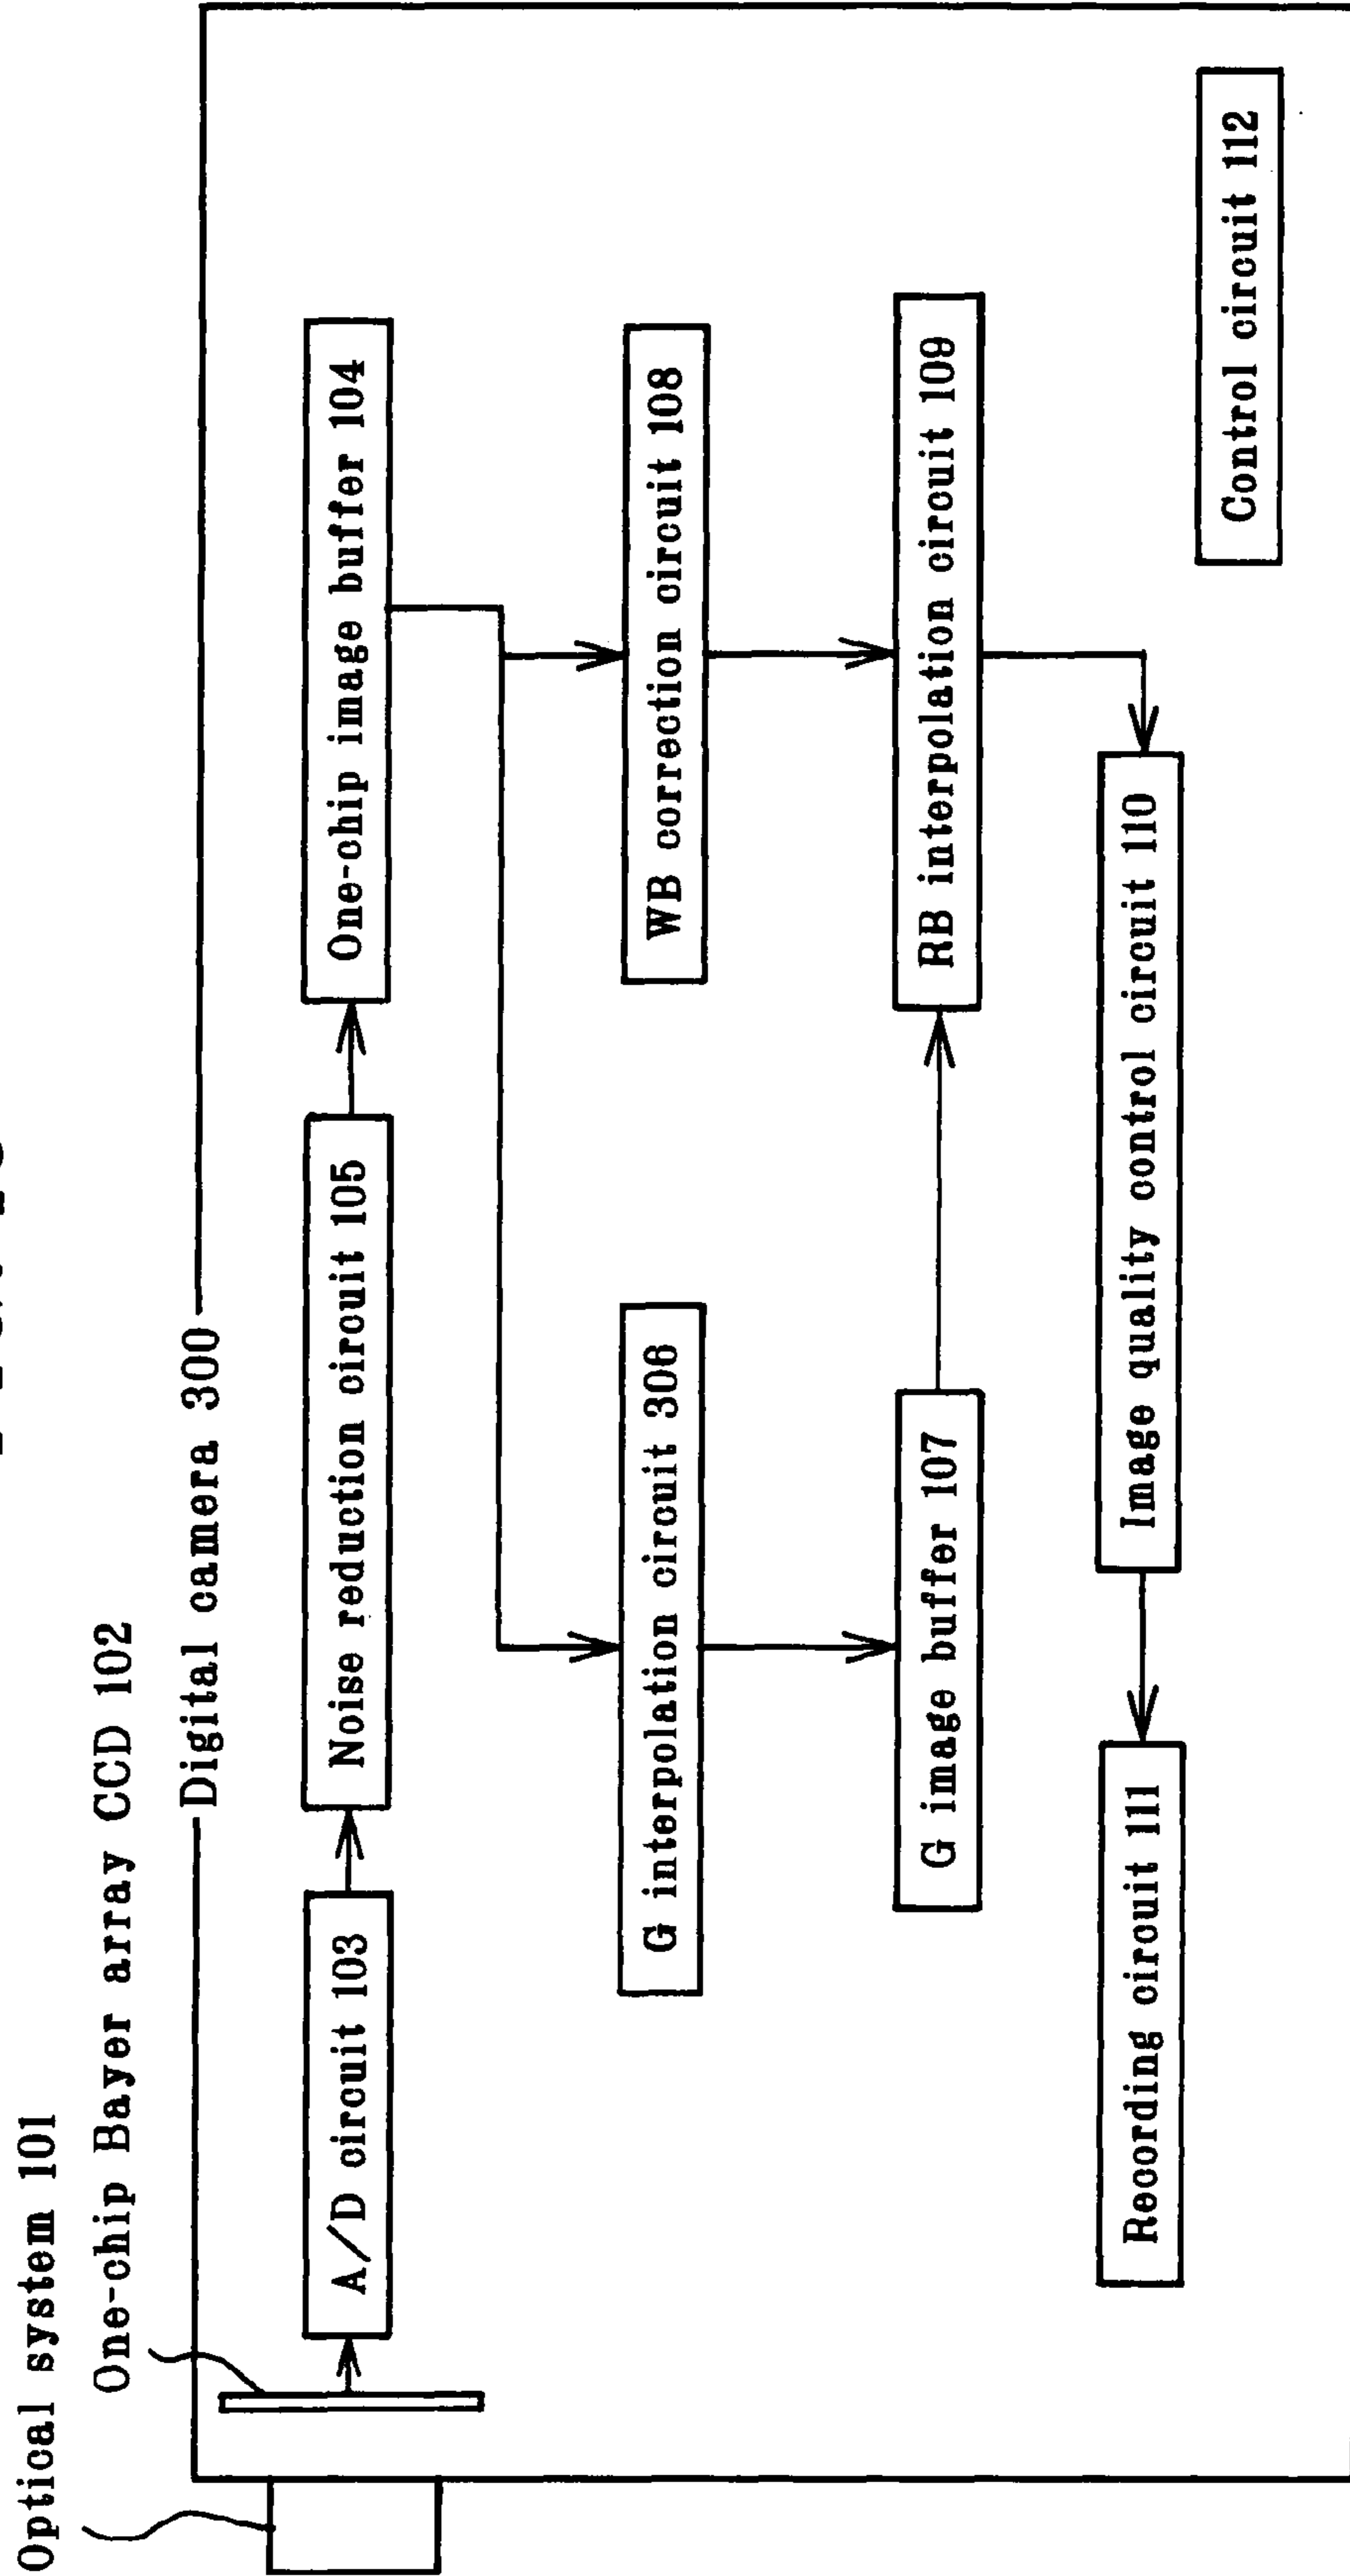 Optical system 101
One-chip Bayer array CCD 102
Digital camera 300
A/D circuit 103
Noise reduction circuit 105
One-chip image buffer 104
G interpolation circuit 306
WB correction circuit 108
G image buffer 107
RB interpolation circuit 109
Recording circuit 111
Image quality control circuit 110
Control circuit 112